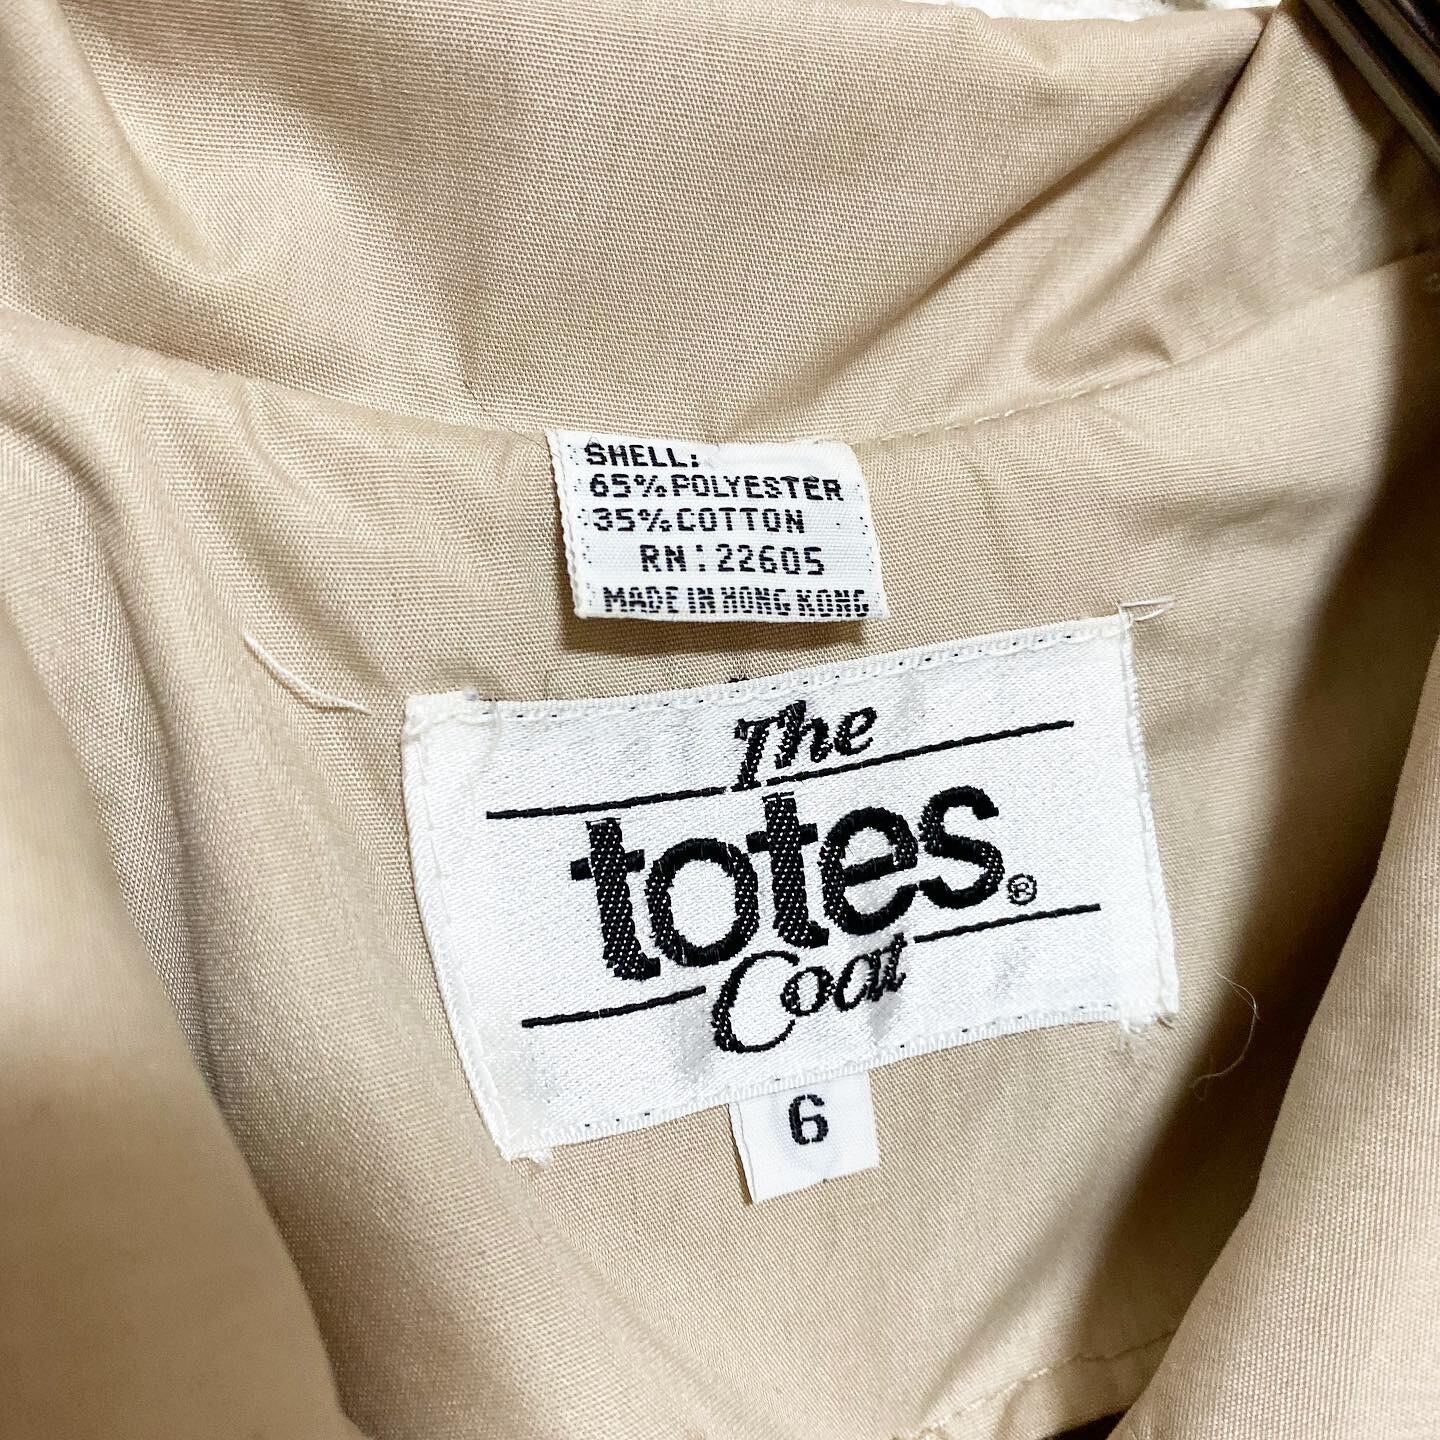 SHELL:
65% POLYESTER
35% COTTON
RN: 22605
MADE IN HONG KONG
The
totes®
Coat
6